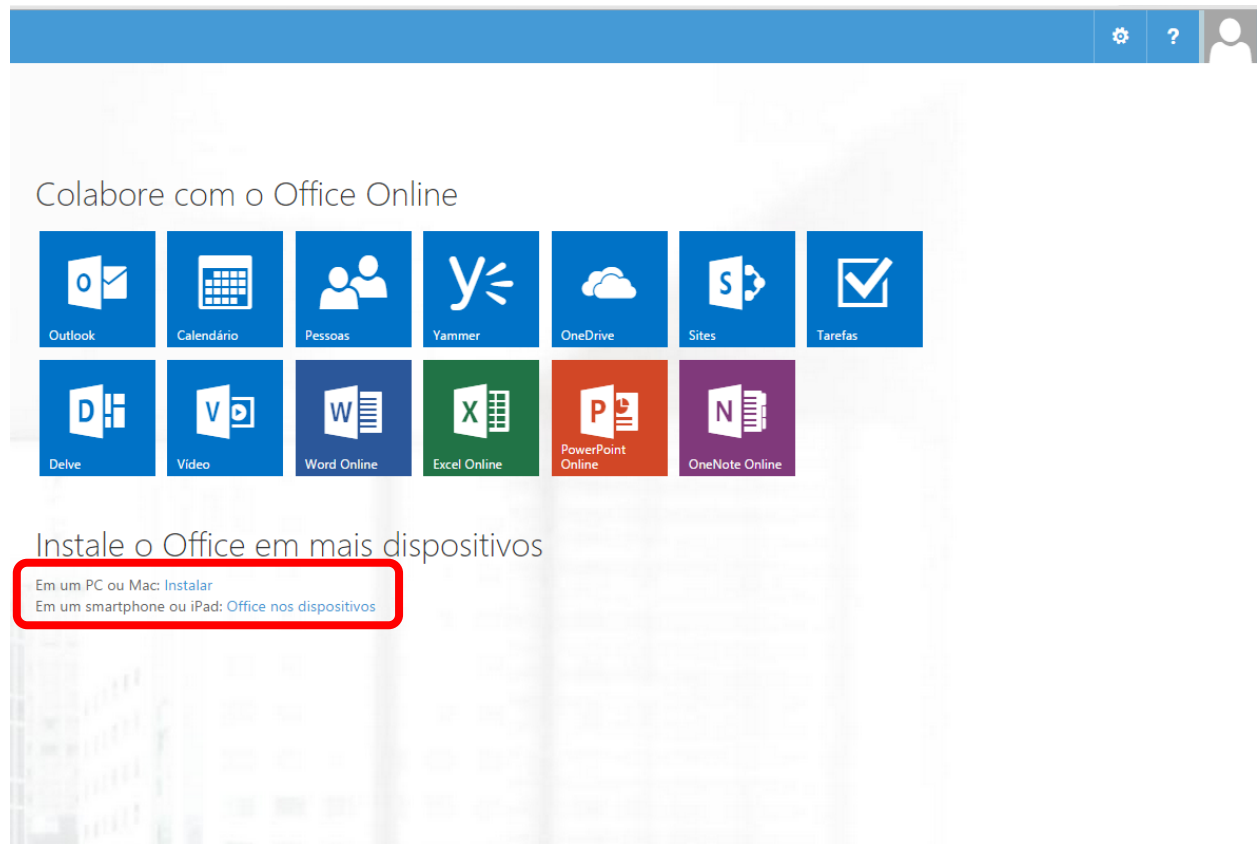 ?
Colabore com o Office Online
Outlook
Calendário
Pessoas
Yammer
OneDrive
Sites
Tarefas
Delve
Vídeo
Word Online
Excel Online
PowerPoint
Online
OneNote Online
Instale o Office em mais dispositivos
Em um PC ou Mac: Instalar
Em um smartphone ou iPad: Office nos dispositivos